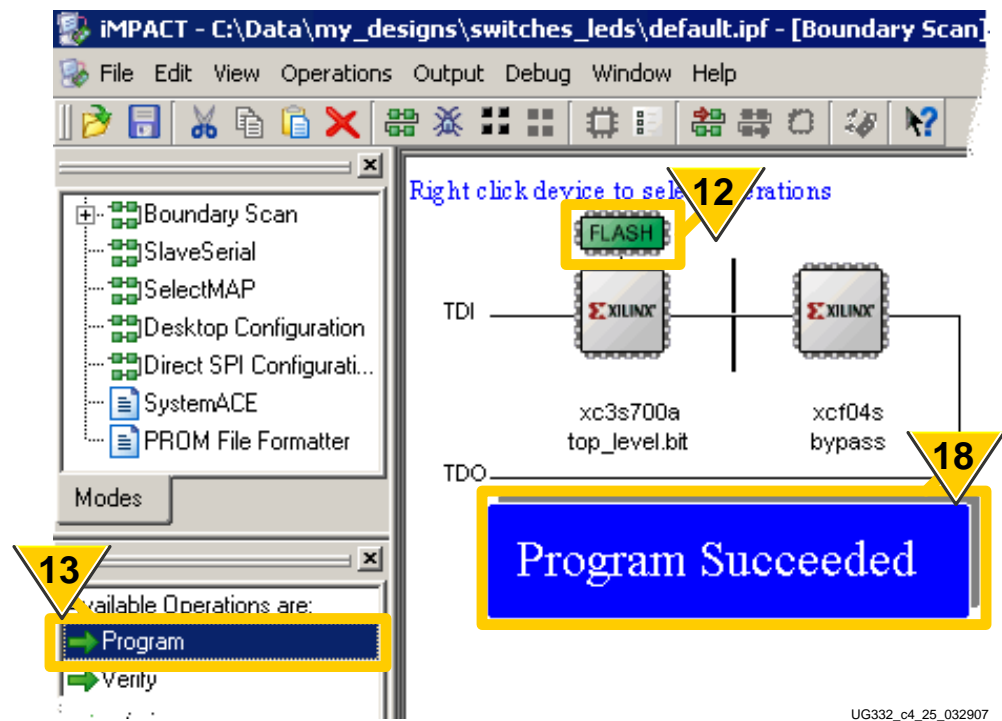 iMPACT - C:\Data\my_designs\switches_leds\default.ipf - [Boundary Scan]
File Edit View Operations Output Debug Window Help
Right click device to sele
12
erations
FLASH
Boundary Scan
SlaveSerial
SelectMAP
Desktop Configuration
Direct SPI Configurati...
SystemACE
PROM File Formatter
Modes
TDI
XILINX
XILINX
xc3s700a
top_level.bit
xcf04s
bypass
TDO
18
Program Succeeded
13
vailable Operations are:
Program
Verify
UG332_c4_25_032907